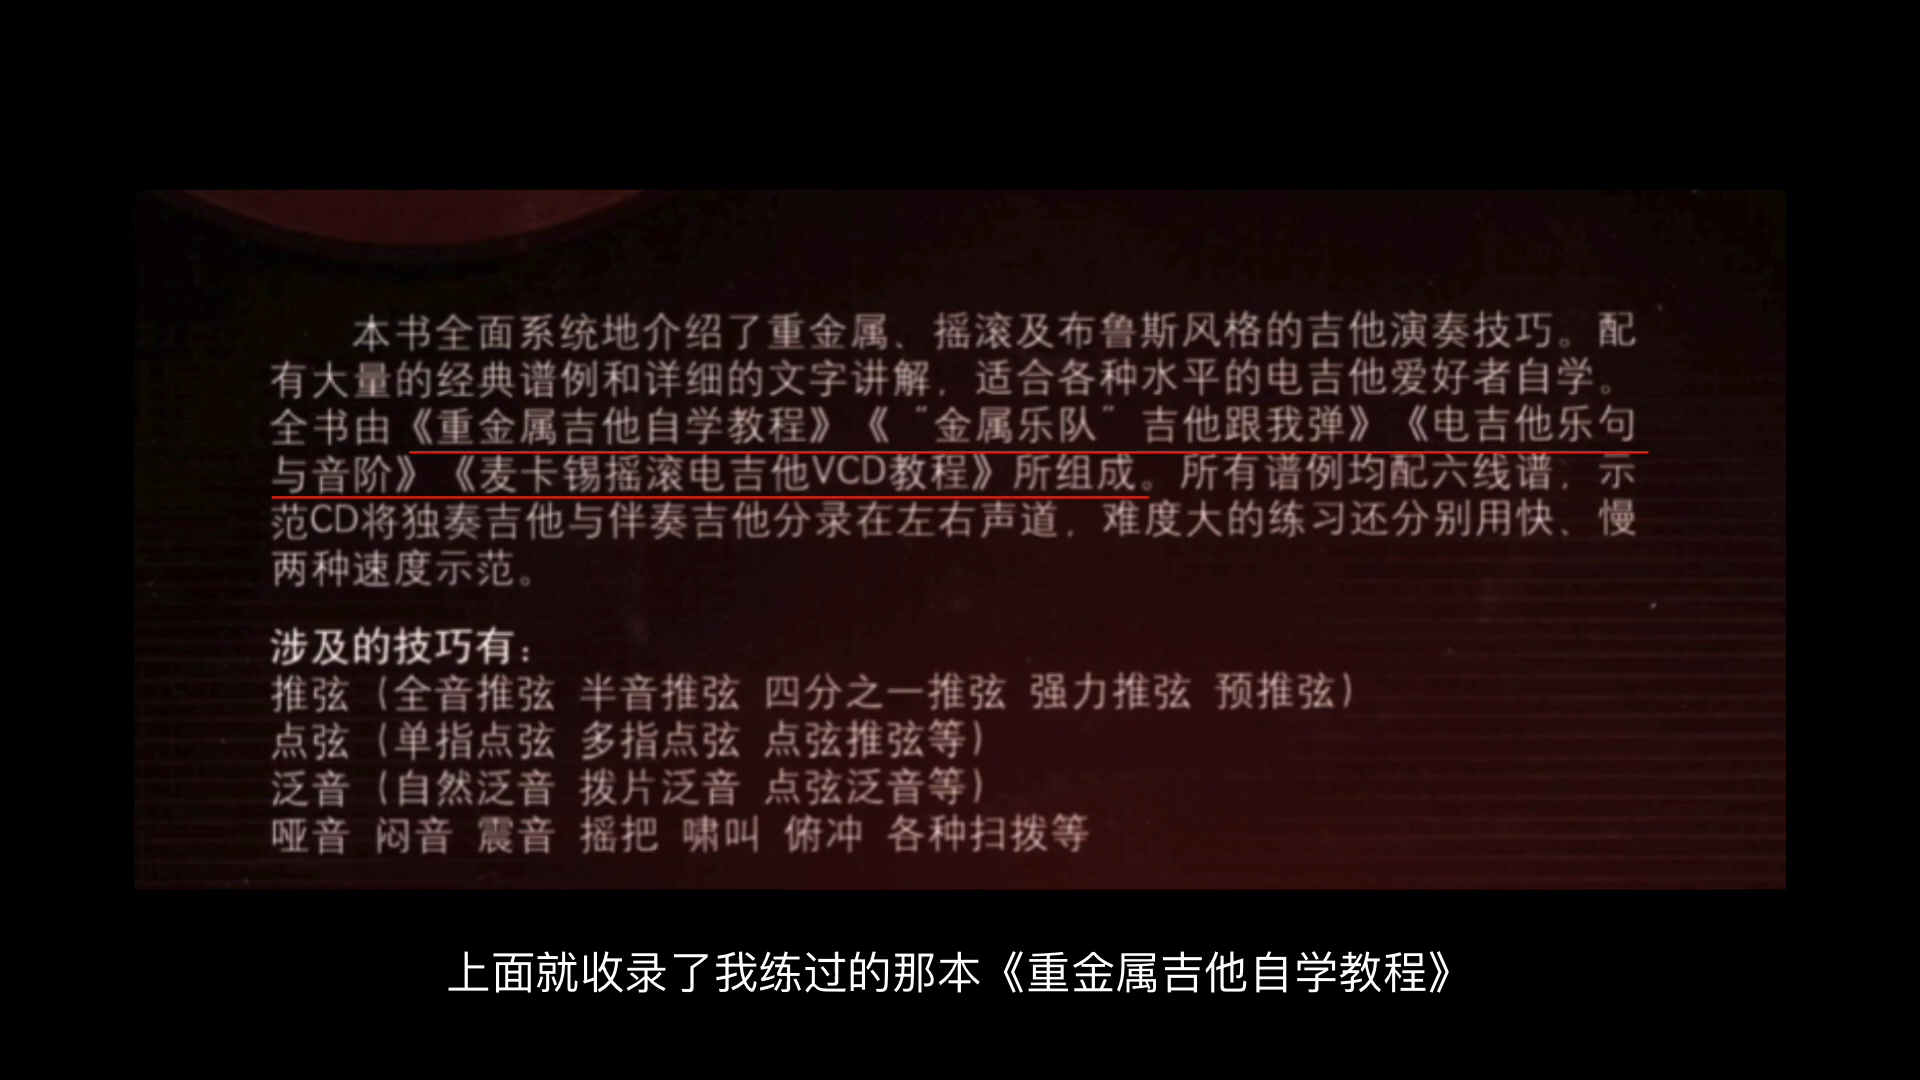 本书全面系统地介绍了重金属、摇滚及布鲁斯风格的吉他演奏技巧。配
有大量的经典谱例和详细的文字讲解，适合各种水平的电吉他爱好者自学。
全书由《重金属吉他自学教程》《“金属乐队”吉他跟我弹》《电吉他乐句
与音阶》《麦卡锡摇滚电吉他VCD教程》所组成。所有谱例均配六线谱；示
范CD将独奏吉他与伴奏吉他分录在左右声道，难度大的练习还分别用快、慢
两种速度示范。
涉及的技巧有：
推弦（全音推弦 半音推弦 四分之一推弦 强力推弦 预推弦）
点弦（单指点弦 多指点弦 点弦推弦等）
泛音（自然泛音 拨片泛音 点弦泛音等）
哑音 闷音 震音 摇把 啸叫 俯冲 各种扫拨等
上面就收录了我练过的那本《重金属吉他自学教程》